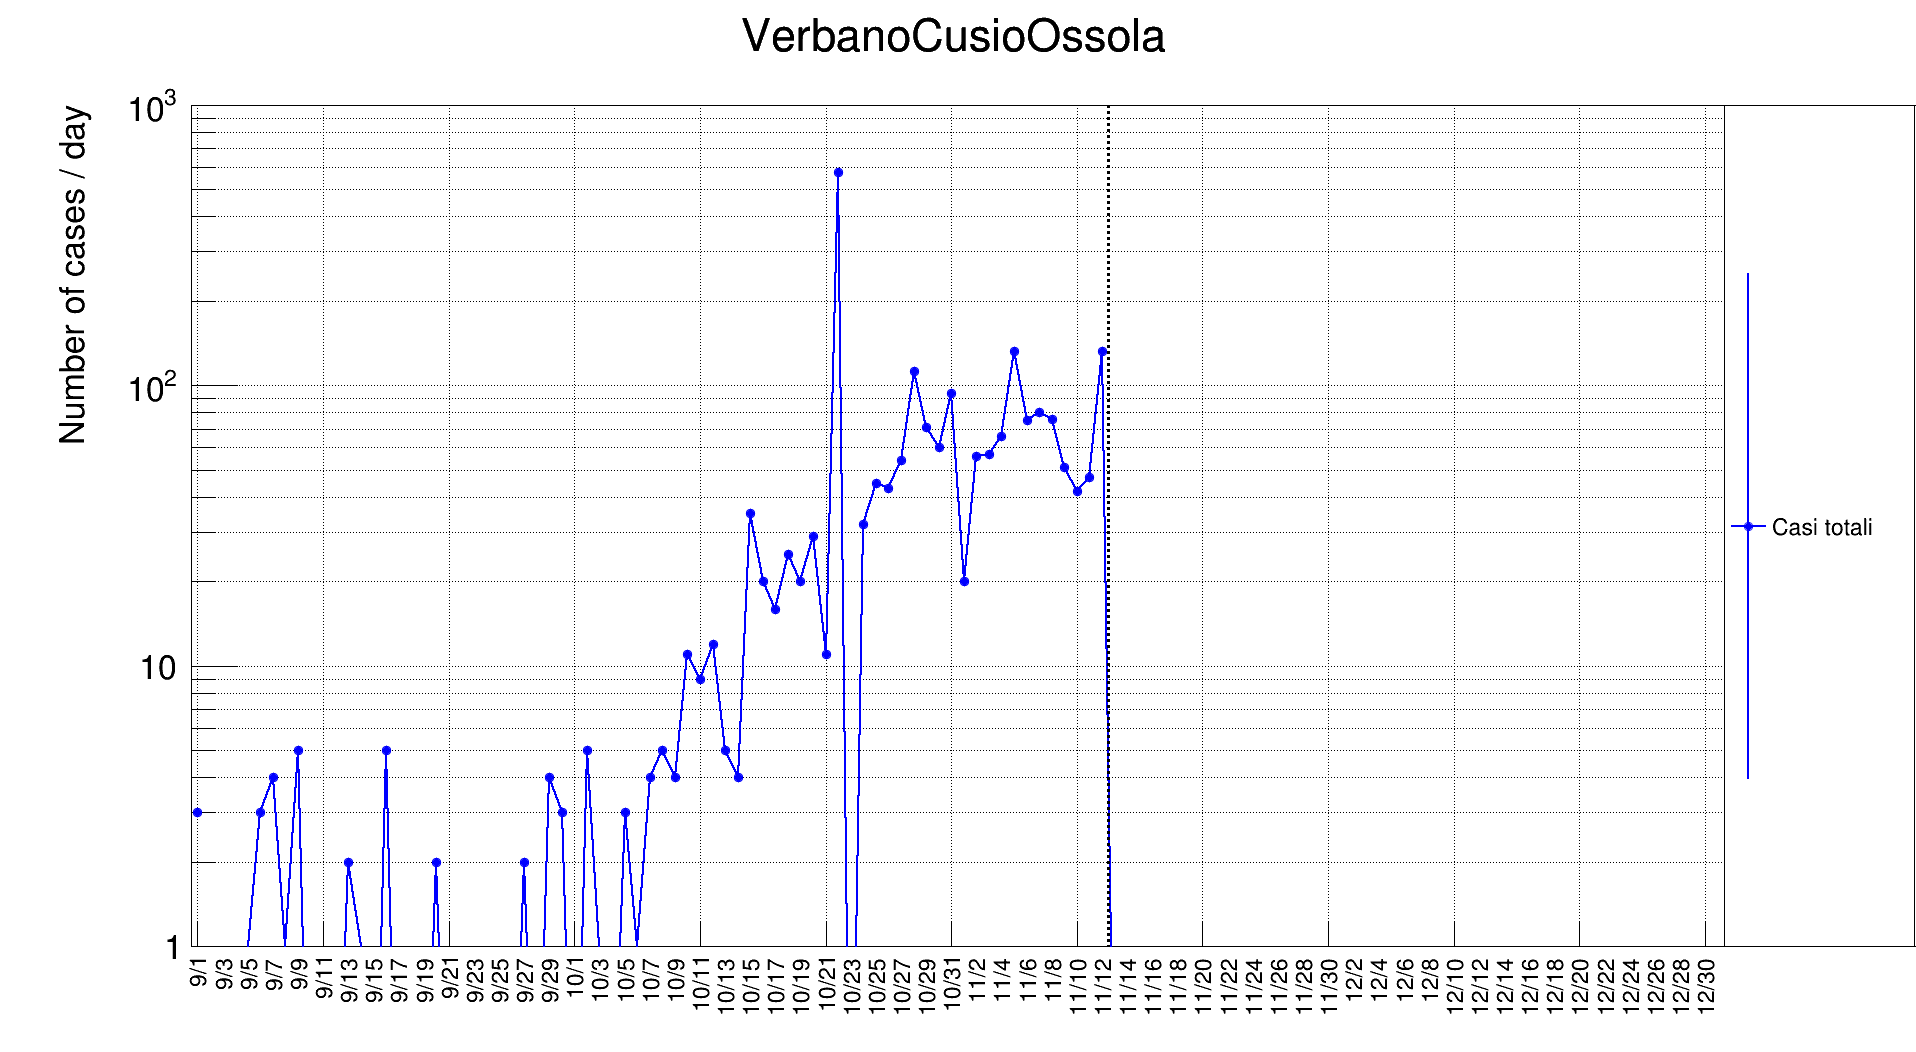 VerbanoCusioOssola
Number of cases / day
10³
10²
10
1
9/1 9/3 9/5 9/7 9/9 9/11 9/13 9/15 9/17 9/19 9/21 9/23 9/25 9/27 9/29 10/1 10/3 10/5 10/7 10/9 10/11 10/13 10/15 10/17 10/19 10/21 10/23 10/25 10/27 10/29 10/31 11/2 11/4 11/6 11/8 11/10 11/12 11/14 11/16 11/18 11/20 11/22 11/24 11/26 11/28 11/30 12/2 12/4 12/6 12/8 12/10 12/12 12/14 12/16 12/18 12/20 12/22 12/24 12/26 12/28 12/30
Casi totali